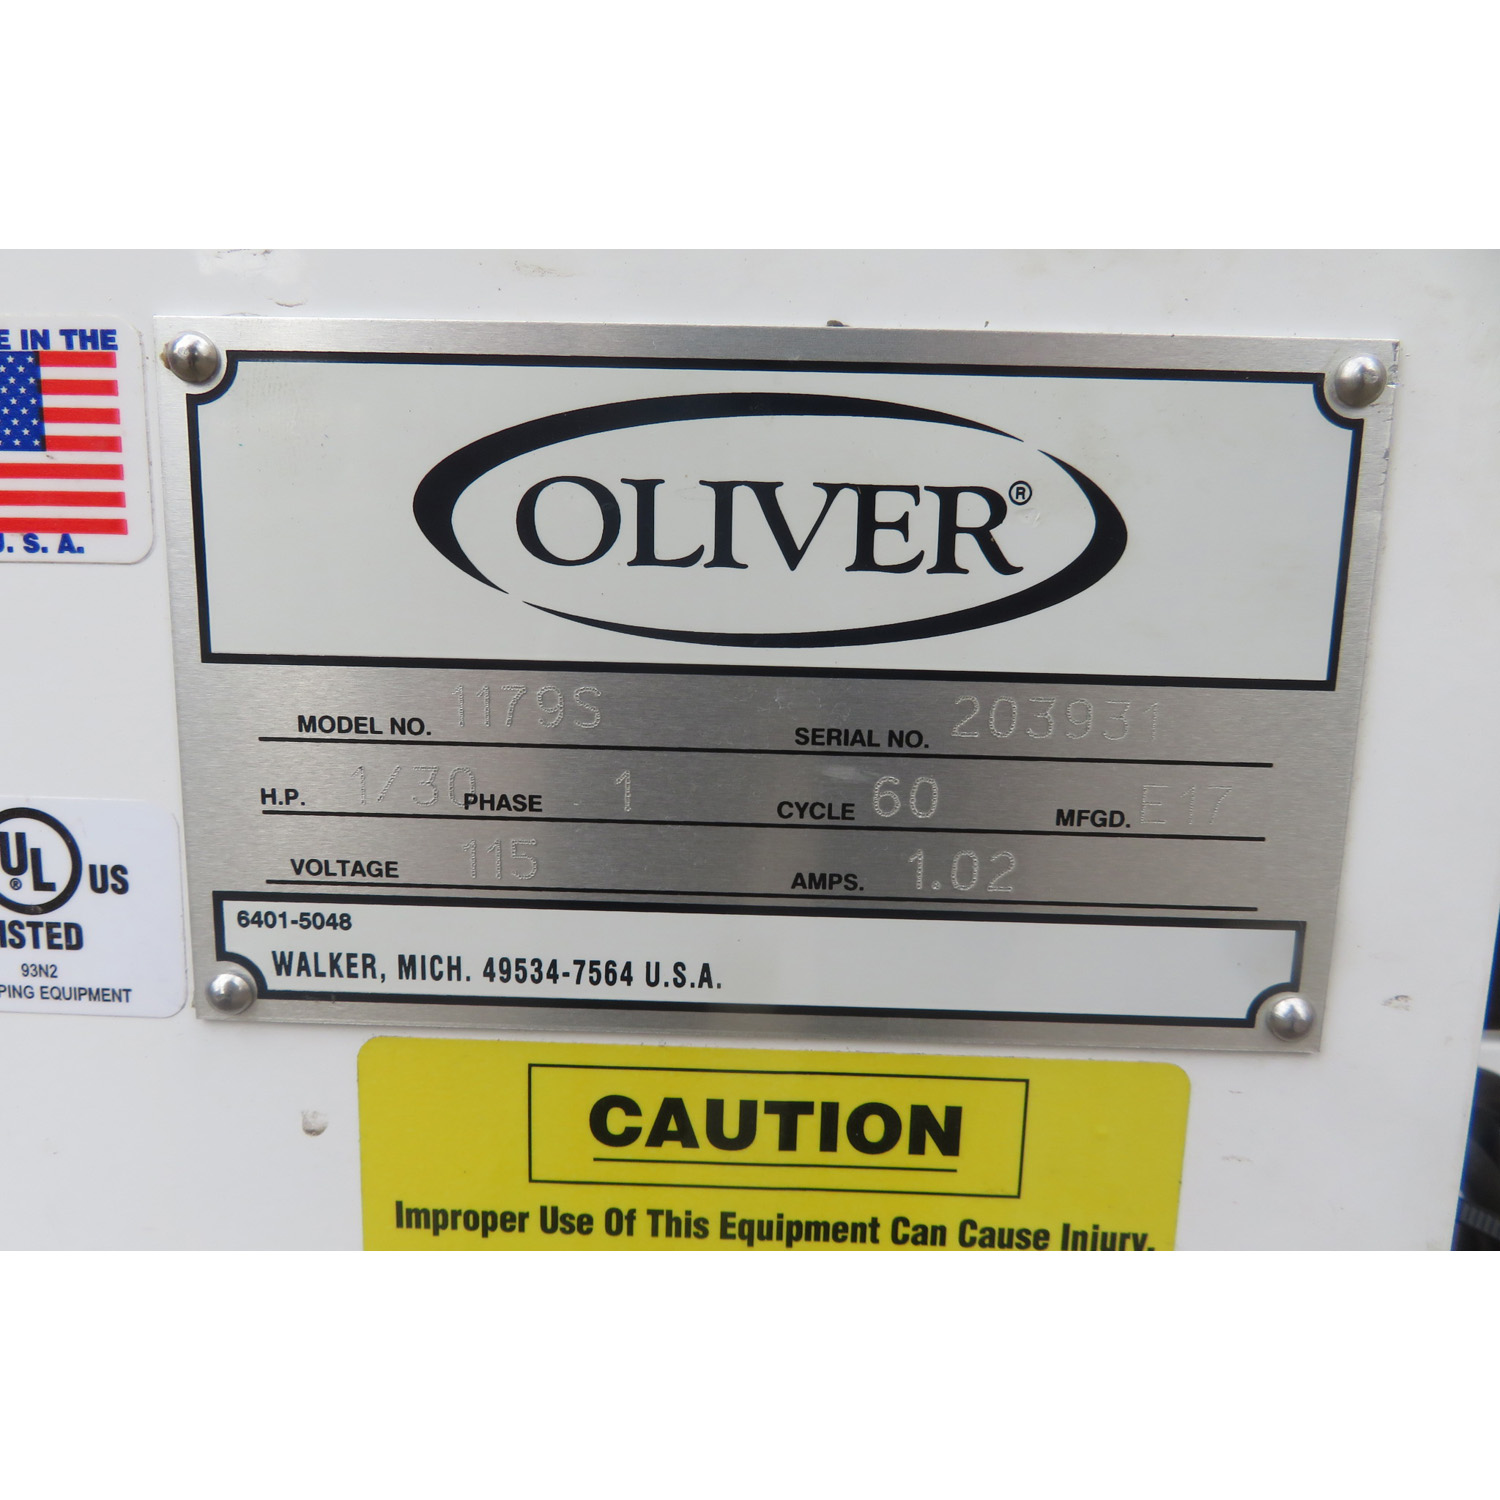 E IN THE
U. S. A.
OLIVER®
MODEL NO. 1179S SERIAL NO. 203931
H.P. 1/30 PHASE 1 CYCLE 60 MFGD. E17
VOLTAGE 115 AMPS. 1.02
6401-5048
WALKER, MICH. 49534-7564 U.S.A.
UL® US
LISTED
93N2
PING EQUIPMENT
CAUTION
Improper Use Of This Equipment Can Cause Injury.